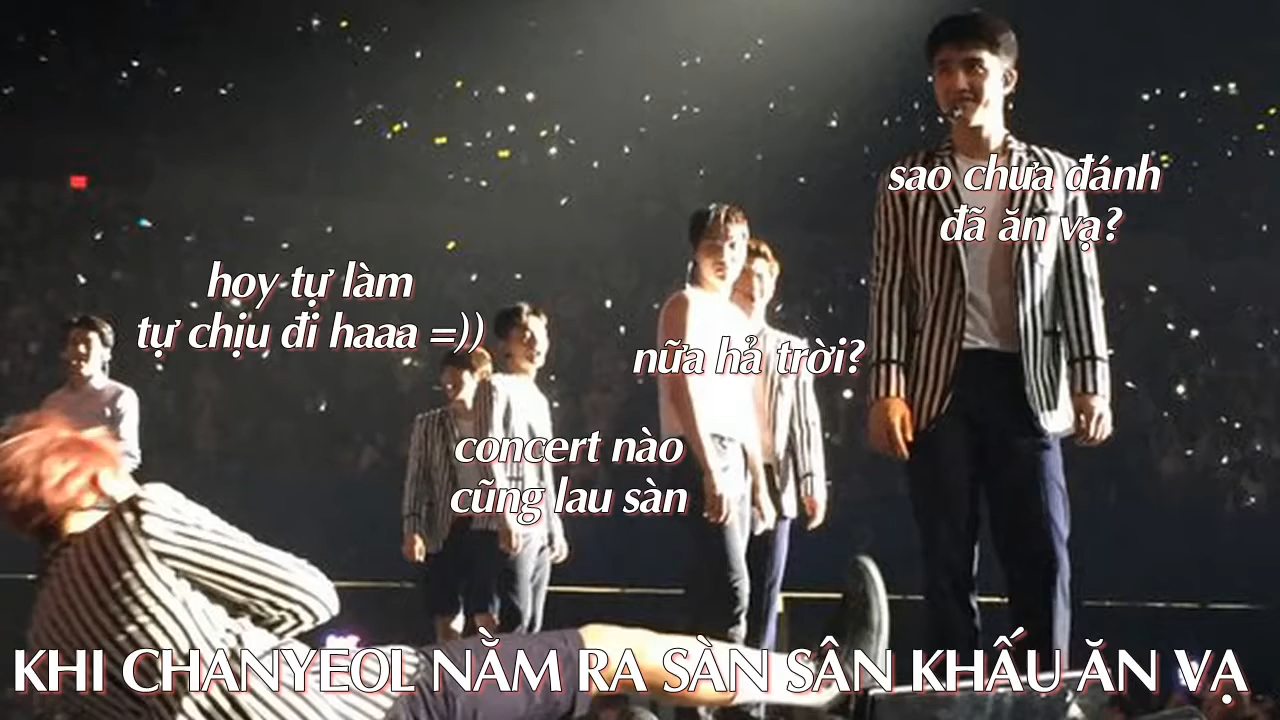 sao chưa đánh
đã ăn vạ?
hoy tự làm
tự chịu đi haaa =))
nữa hả trời?
concert nào
cũng lau sàn
KHI CHANYEOL NẰM RA SÀN SÂN KHẤU ĂN VẠ